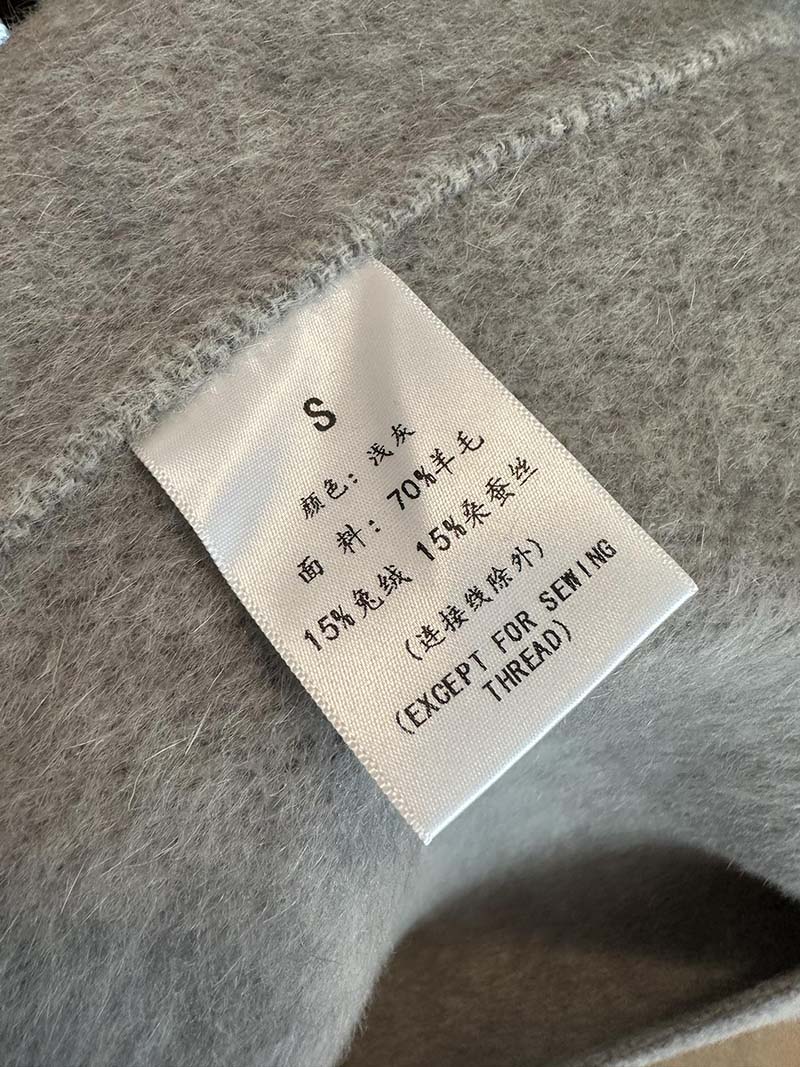 S
颜色：浅灰
面 料：70%羊毛
15%兔绒 15%桑蚕丝
(连接线除外)
(EXCEPT FOR SEWING
THREAD)